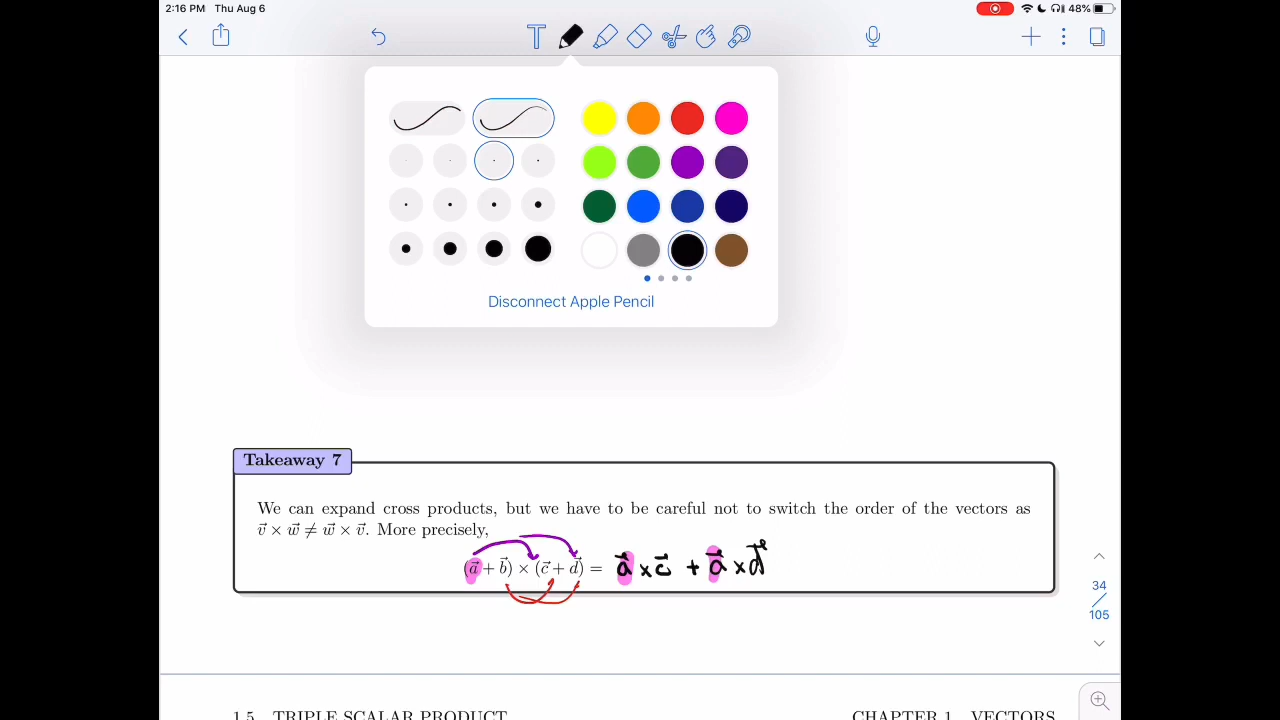 2:16 PM Thu Aug 6
48%
T
Disconnect Apple Pencil
Takeaway 7
We can expand cross products, but we have to be careful not to switch the order of the vectors as
v⃗ × w⃗ ≠ w⃗ × v⃗. More precisely,
(a⃗ + b⃗) × (c⃗ + d⃗) = a⃗ × c⃗ + a⃗ × d⃗
34
105
1.5 TRIPLE SCALAR PRODUCT CHAPTER 1 VECTORS